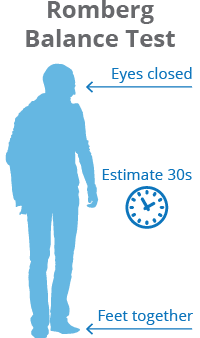 Romberg
Balance Test
Eyes closed
Estimate 30s
Feet together